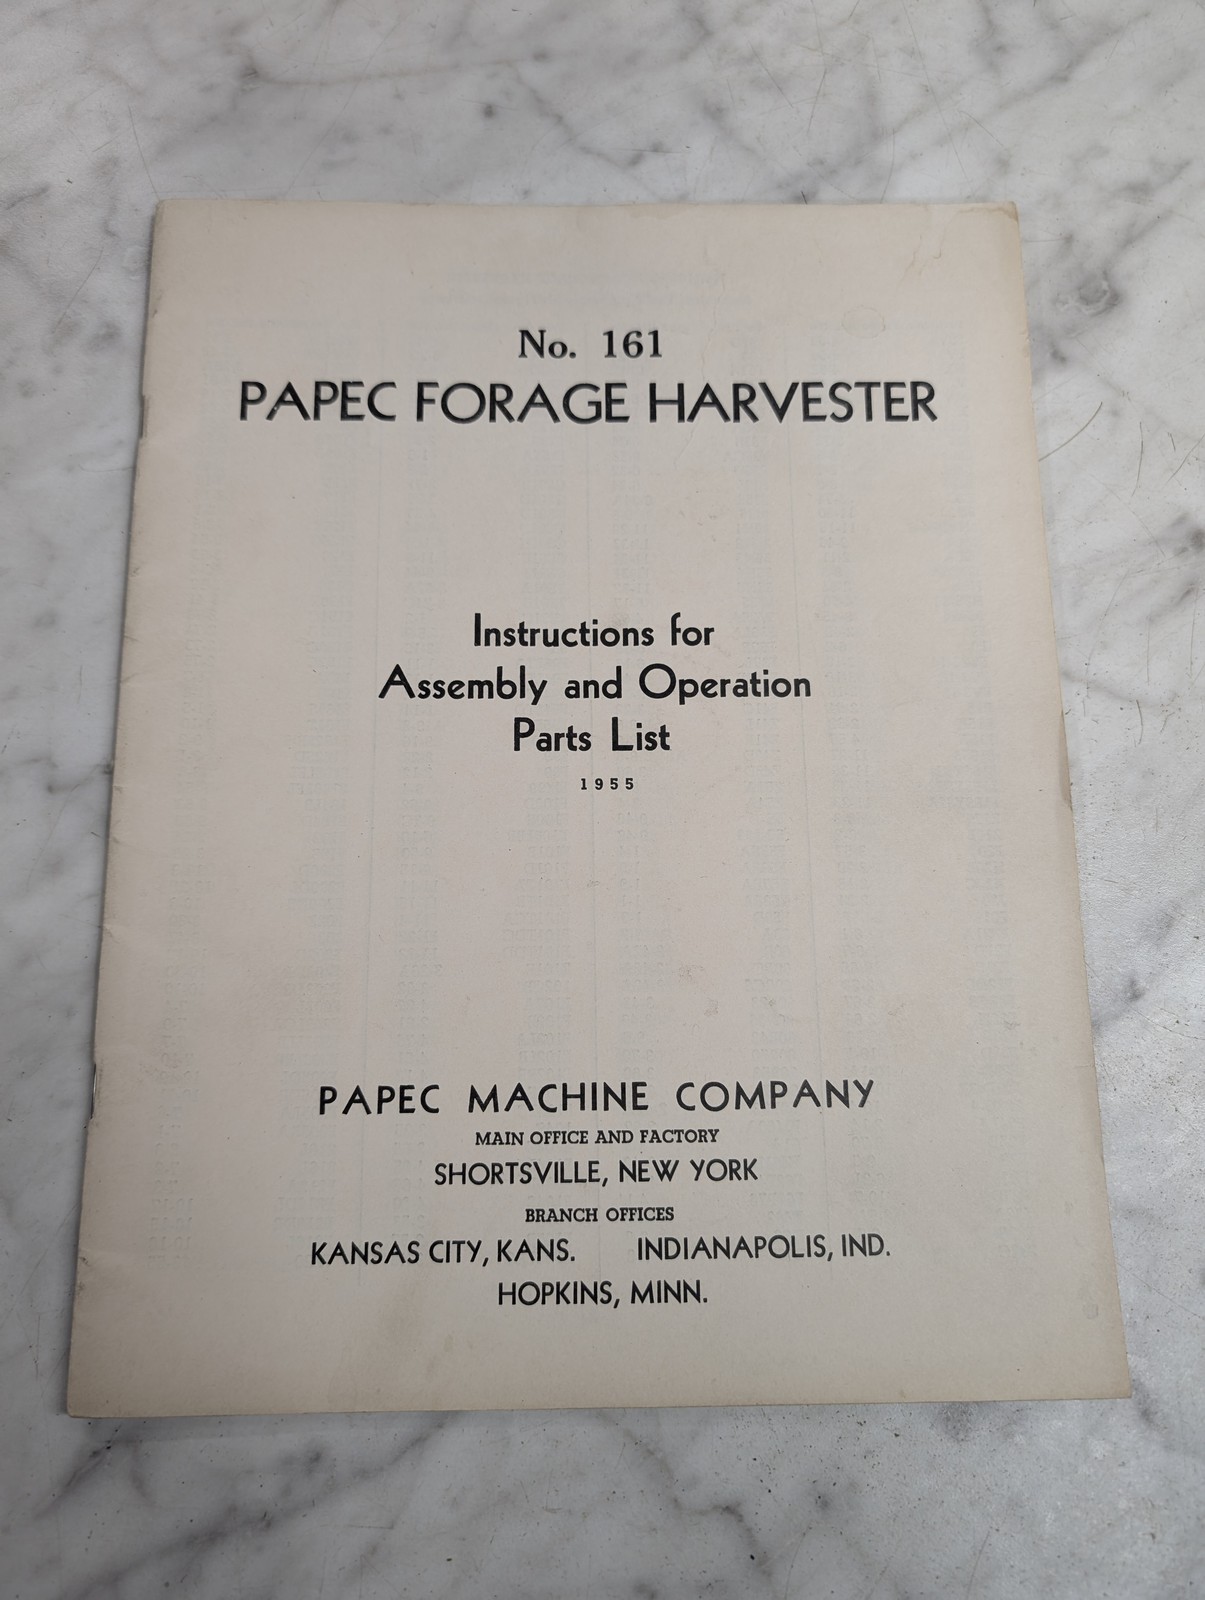 No. 161
PAPEC FORAGE HARVESTER
Instructions for
Assembly and Operation
Parts List
1955
PAPEC MACHINE COMPANY
MAIN OFFICE AND FACTORY
SHORTSVILLE, NEW YORK
BRANCH OFFICES
KANSAS CITY, KANS. INDIANAPOLIS, IND.
HOPKINS, MINN.